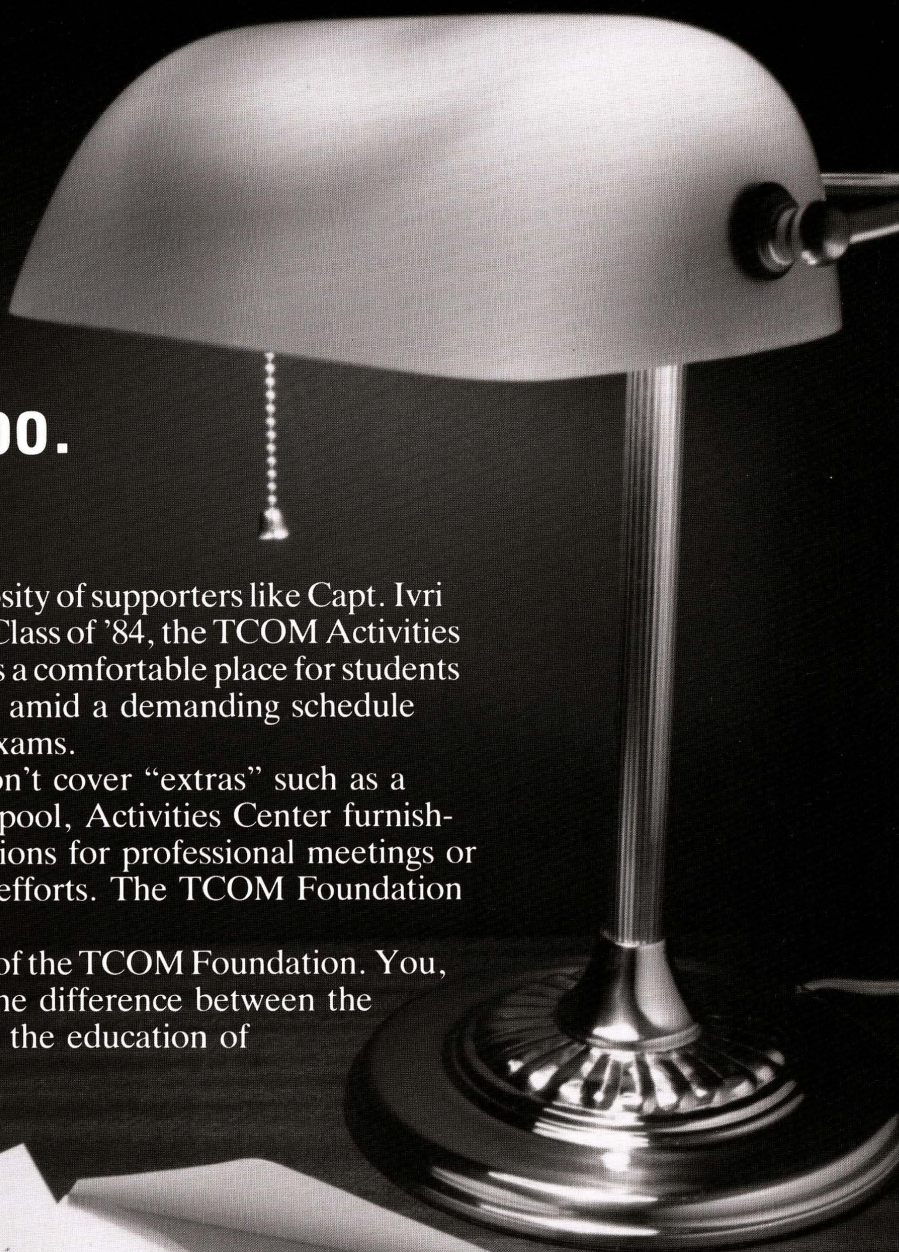 00.
sity of supporters like Capt. Ivri
Class of ’84, the TCOM Activities
s a comfortable place for students
amid a demanding schedule
xams.
on’t cover “extras” such as a
pool, Activities Center furnish-
ions for professional meetings or
efforts. The TCOM Foundation
of the TCOM Foundation. You,
he difference between the
the education of